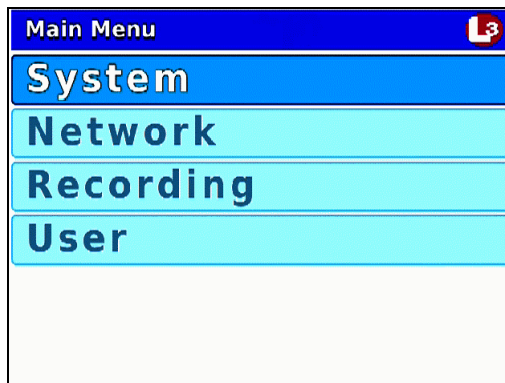 Main Menu
L3
System
Network
Recording
User